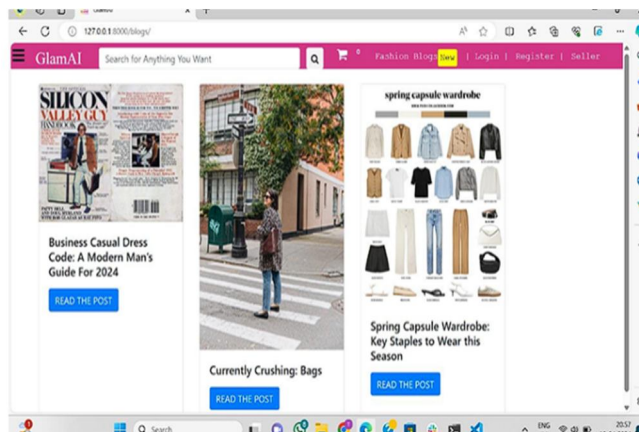 127.0.0.1:8000/blogs/
GlamAI
Search for Anything You Want
0
Fashion Blogs New | Login | Register | Seller
SILICON
VALLEY GUY
HANDBOOK
Business Casual Dress
Code: A Modern Man's
Guide For 2024
READ THE POST
Currently Crushing: Bags
READ THE POST
spring capsule wardrobe
Spring Capsule Wardrobe:
Key Staples to Wear this
Season
READ THE POST
Search
ENG
20:57